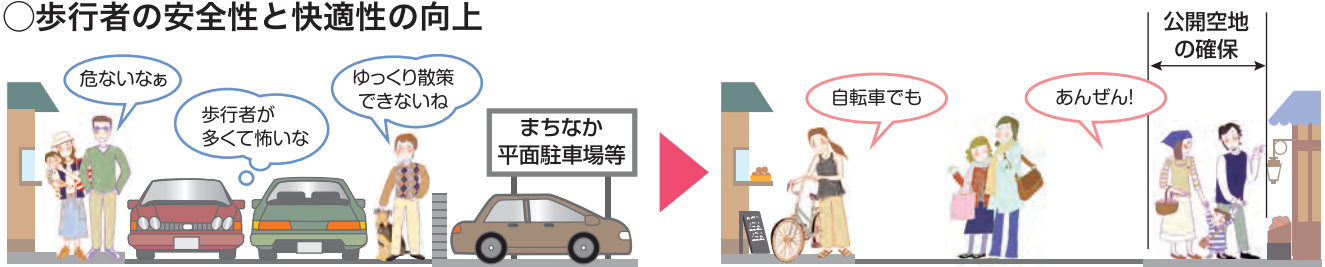 ○歩行者の安全性と快適性の向上
危ないなぁ
歩行者が
多くて怖いな
ゆっくり散策
できないね
まちなか
平面駐車場等
自転車でも
あんぜん!
公開空地
の確保